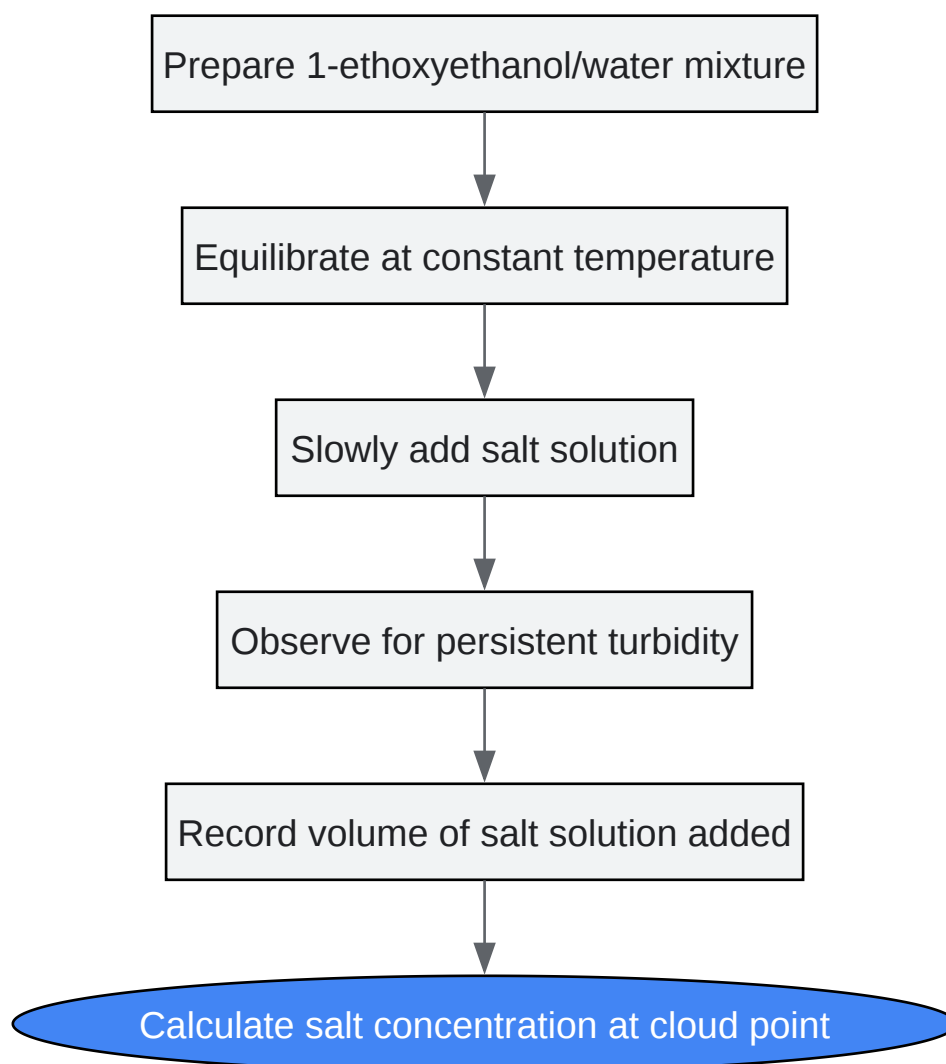 Prepare 1-ethoxyethanol/water mixture
Equilibrate at constant temperature
Slowly add salt solution
Observe for persistent turbidity
Record volume of salt solution added
Calculate salt concentration at cloud point